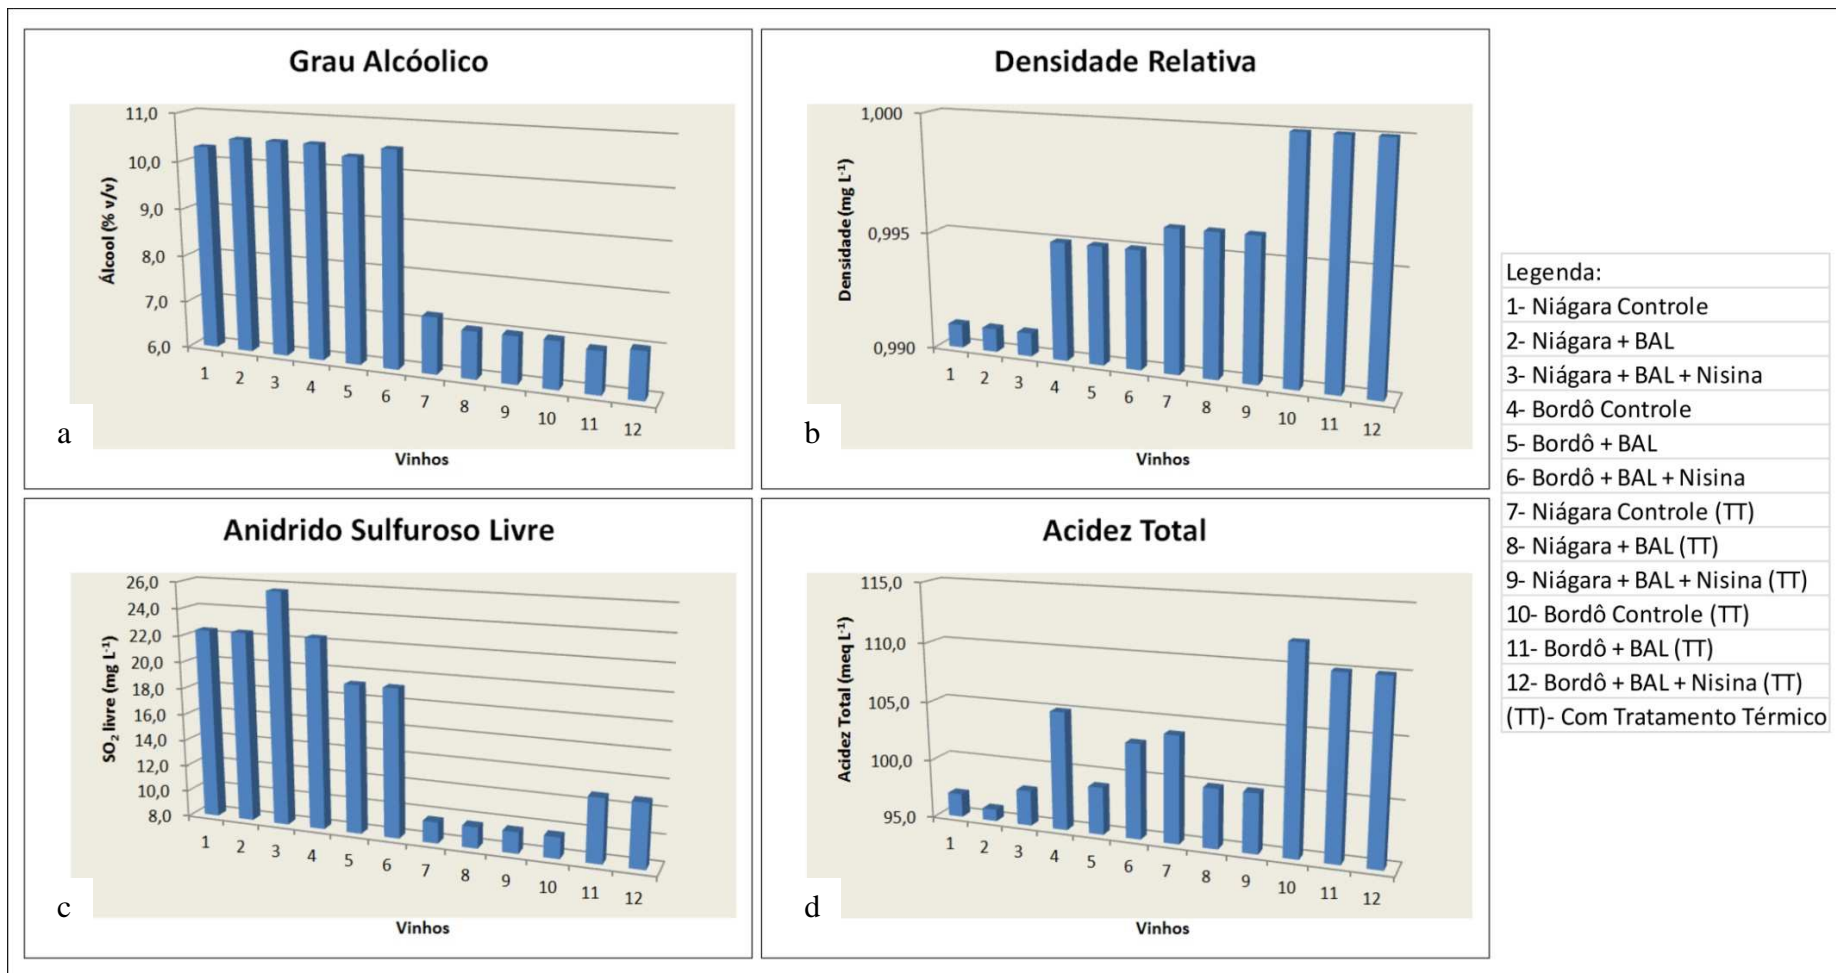 Grau Alcóolico
11,0
10,0
9,0
8,0
7,0
6,0
Álcool (% v/v)
1 2 3 4 5 6 7 8 9 10 11 12
Vinhos
a
Densidade Relativa
1,000
0,995
0,990
Densidade (mg L-1)
1 2 3 4 5 6 7 8 9 10 11 12
Vinhos
b
Anidrido Sulfuroso Livre
26,0
24,0
22,0
20,0
18,0
16,0
14,0
12,0
10,0
8,0
SO2 livre (mg L-1)
1 2 3 4 5 6 7 8 9 10 11 12
Vinhos
c
Acidez Total
115,0
110,0
105,0
100,0
95,0
Acidez Total (meq L-1)
1 2 3 4 5 6 7 8 9 10 11 12
Vinhos
d
Legenda:
1- Niágara Controle
2- Niágara + BAL
3- Niágara + BAL + Nisina
4- Bordô Controle
5- Bordô + BAL
6- Bordô + BAL + Nisina
7- Niágara Controle (TT)
8- Niágara + BAL (TT)
9- Niágara + BAL + Nisina (TT)
10- Bordô Controle (TT)
11- Bordô + BAL (TT)
12- Bordô + BAL + Nisina (TT)
(TT)- Com Tratamento Térmico